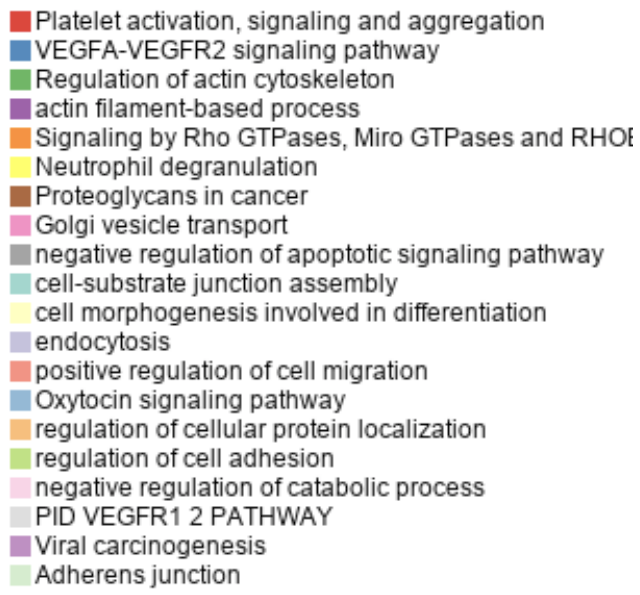 Platelet activation, signaling and aggregation
VEGFA-VEGFR2 signaling pathway
Regulation of actin cytoskeleton
actin filament-based process
Signaling by Rho GTPases, Miro GTPases and
Neutrophil degranulation
Proteoglycans in cancer
Golgi vesicle transport
negative regulation of apoptotic signaling pathway
cell-substrate junction assembly
cell morphogenesis involved in differentiation
endocytosis
positive regulation of cell migration
Oxytocin signaling pathway
regulation of cellular protein localization
regulation of cell adhesion
negative regulation of catabolic process
PID VEGFR1 2 PATHWAY
Viral carcinogenesis
Adherens junction